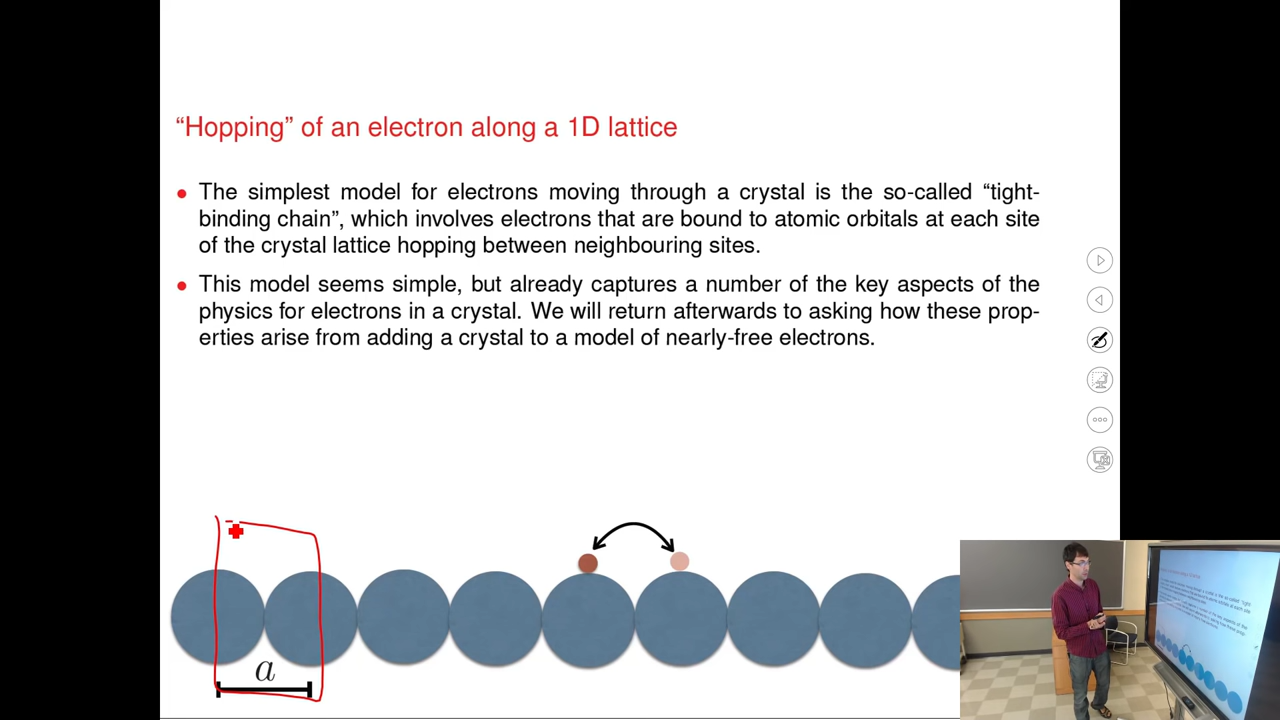 “Hopping” of an electron along a 1D lattice
The simplest model for electrons moving through a crystal is the so-called “tight-
binding chain”, which involves electrons that are bound to atomic orbitals at each site
of the crystal lattice hopping between neighbouring sites.
This model seems simple, but already captures a number of the key aspects of the
physics for electrons in a crystal. We will return afterwards to asking how these prop-
erties arise from adding a crystal to a model of nearly-free electrons.
a